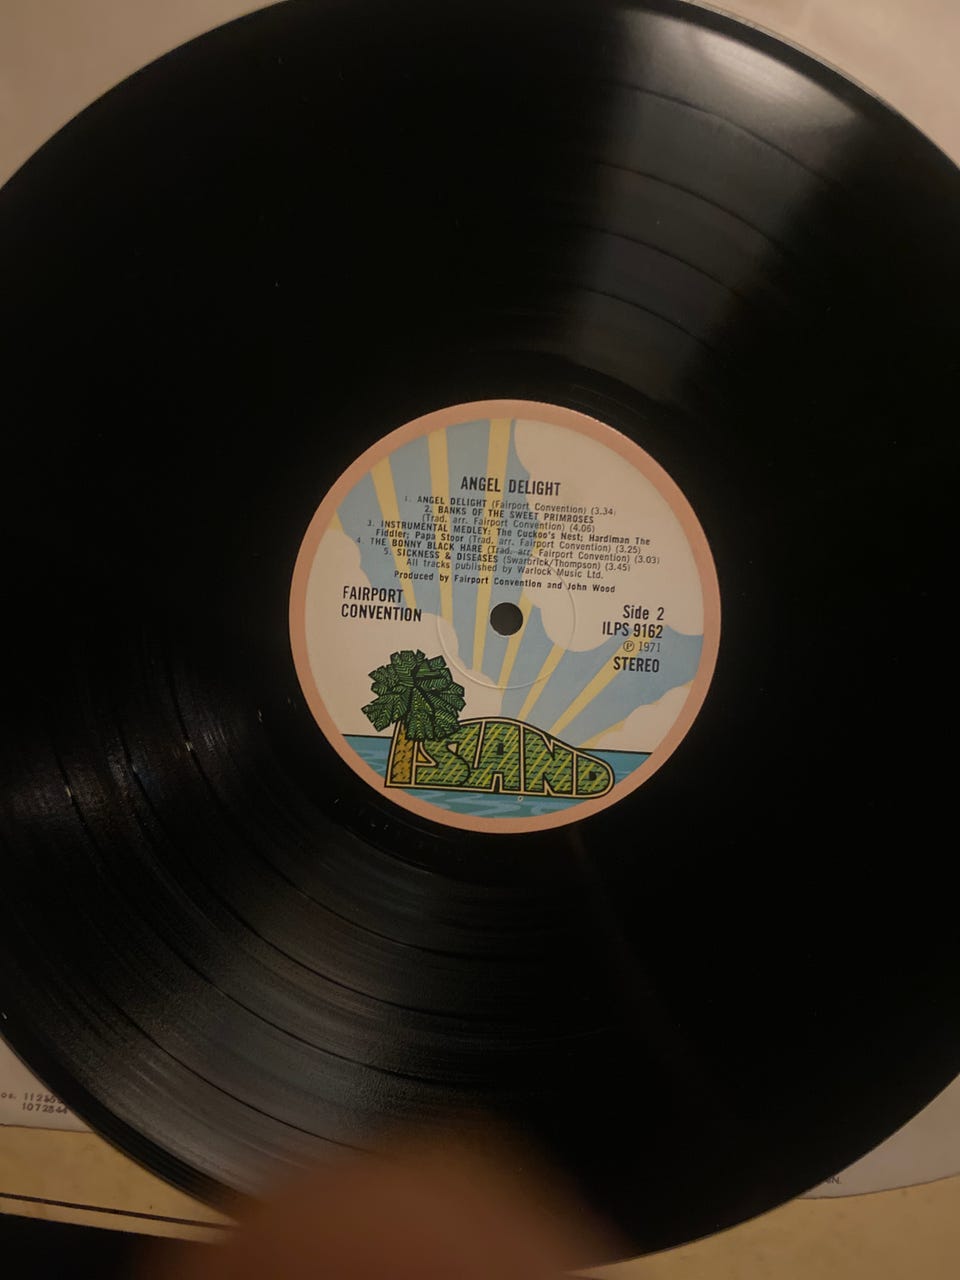 ANGEL DELIGHT
1. ANGEL DELIGHT (Fairport Convention) (3.34)
2. BANKS OF THE SWEET PRIMROSES
(Trad. arr. Fairport Convention) (4.06)
3. INSTRUMENTAL MEDLEY: The Cuckoo's Nest; Hardiman The
Fiddler; Papa Stoor (Trad. arr. Fairport Convention) (3.25)
4. THE BONNY BLACK HARE (Trad. arr. Fairport Convention) (3.03)
5. SICKNESS & DISEASES (Swarbrick/Thompson) (3.45)
All tracks published by Warlock Music Ltd.
Produced by Fairport Convention and John Wood
FAIRPORT
CONVENTION
Side 2
ILPS 9162
Ⓟ 1971
STEREO
ISLAND
1072844